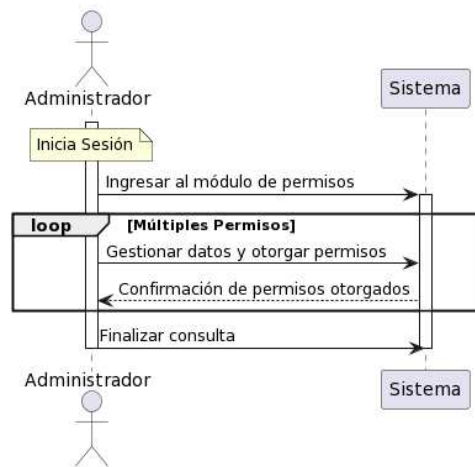 Administrador
Sistema
Inicia Sesión
Ingresar al módulo de permisos
loop [Múltiples Permisos]
Gestionar datos y otorgar permisos
Confirmación de permisos otorgados
Finalizar consulta
Administrador
Sistema